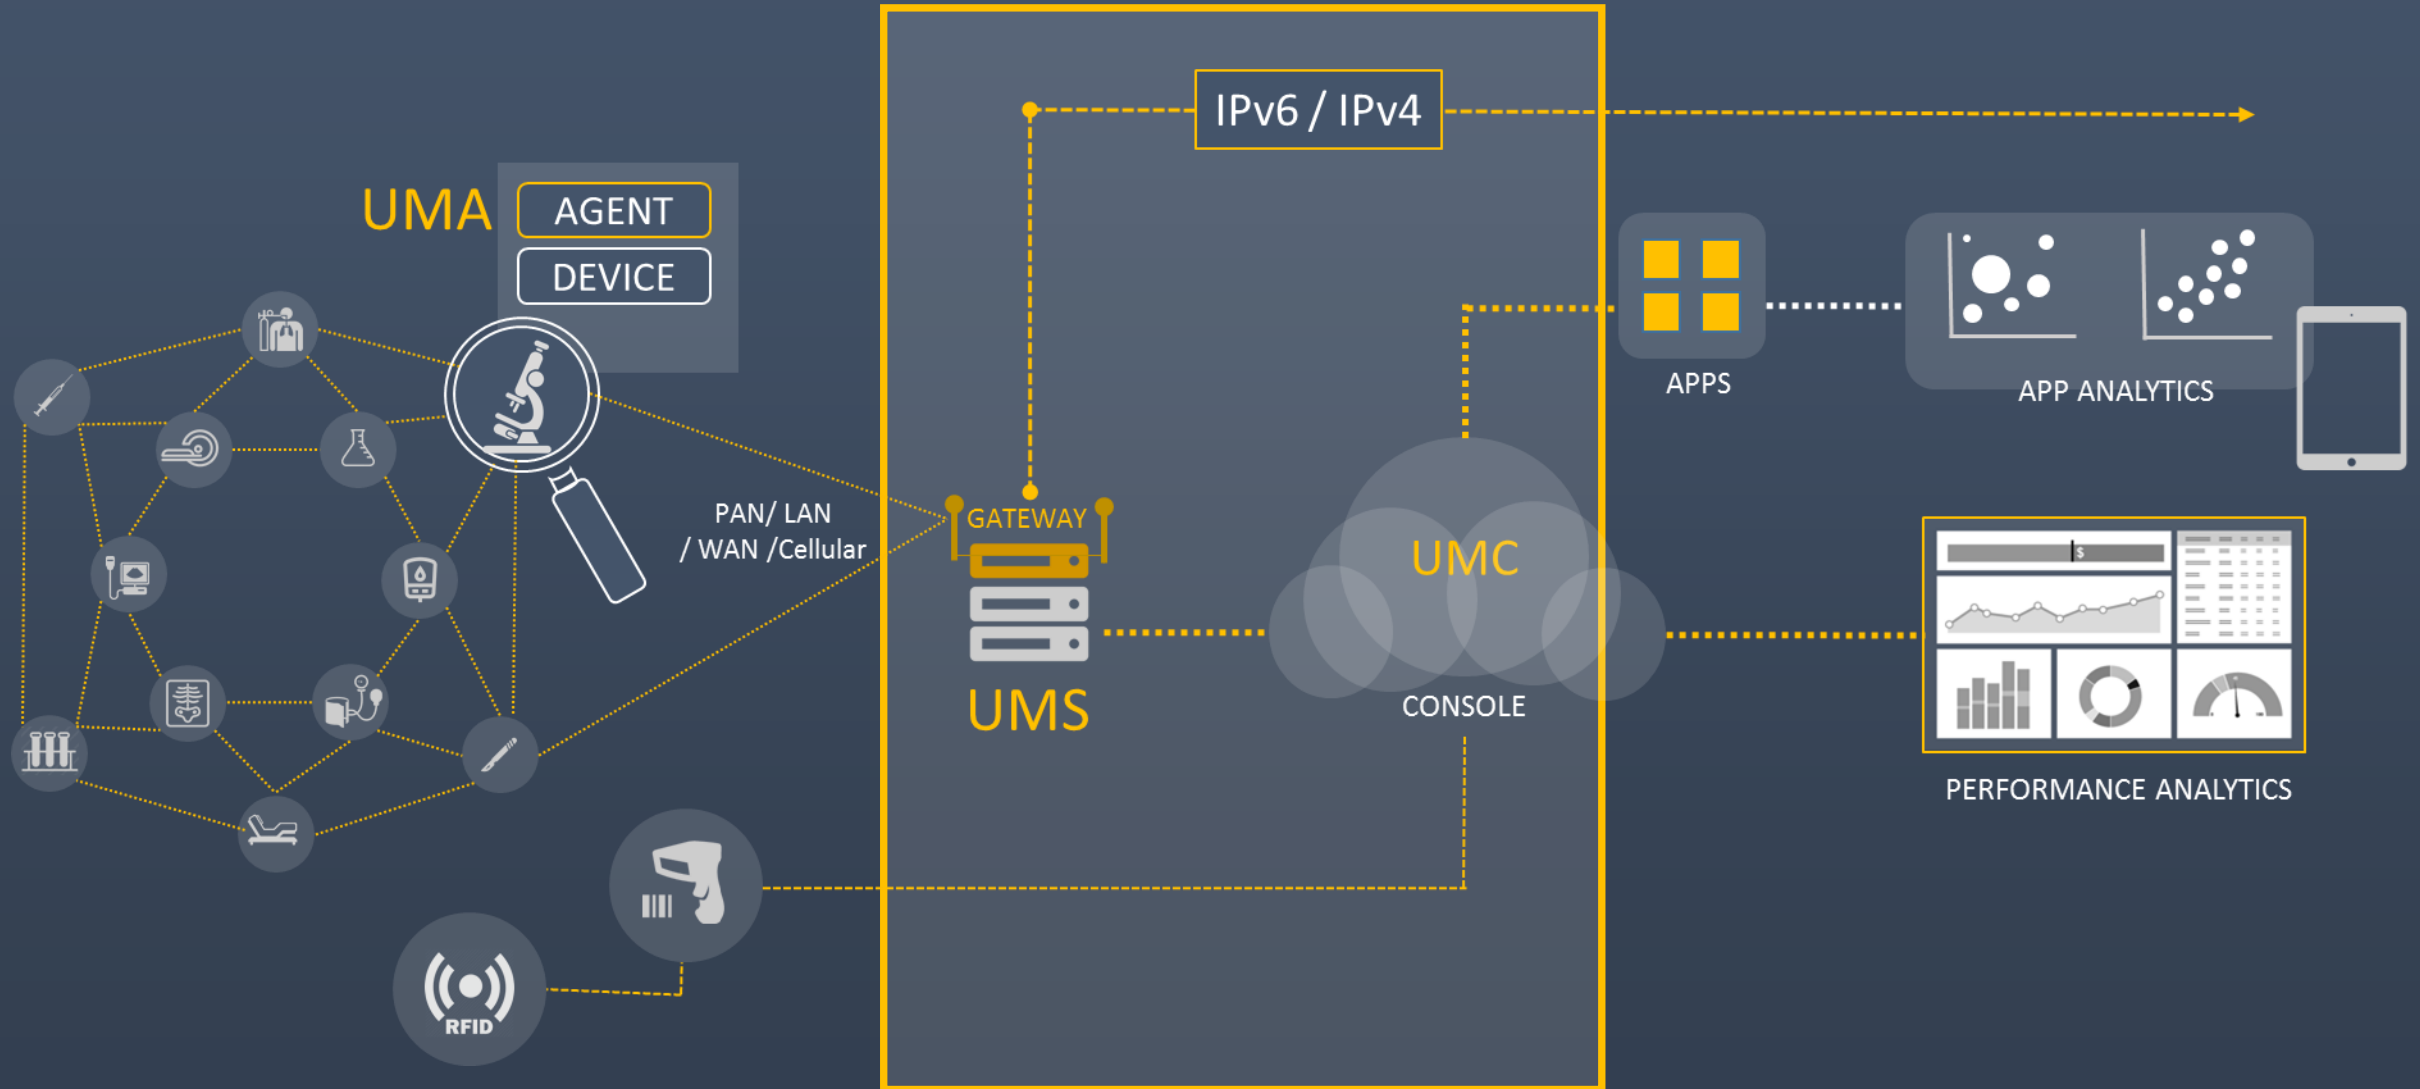 IPv6 / IPv4
UMA
AGENT
DEVICE
APPS
APP ANALYTICS
PAN/ LAN
/ WAN /Cellular
GATEWAY
UMC
UMS
CONSOLE
$
PERFORMANCE ANALYTICS
RFID